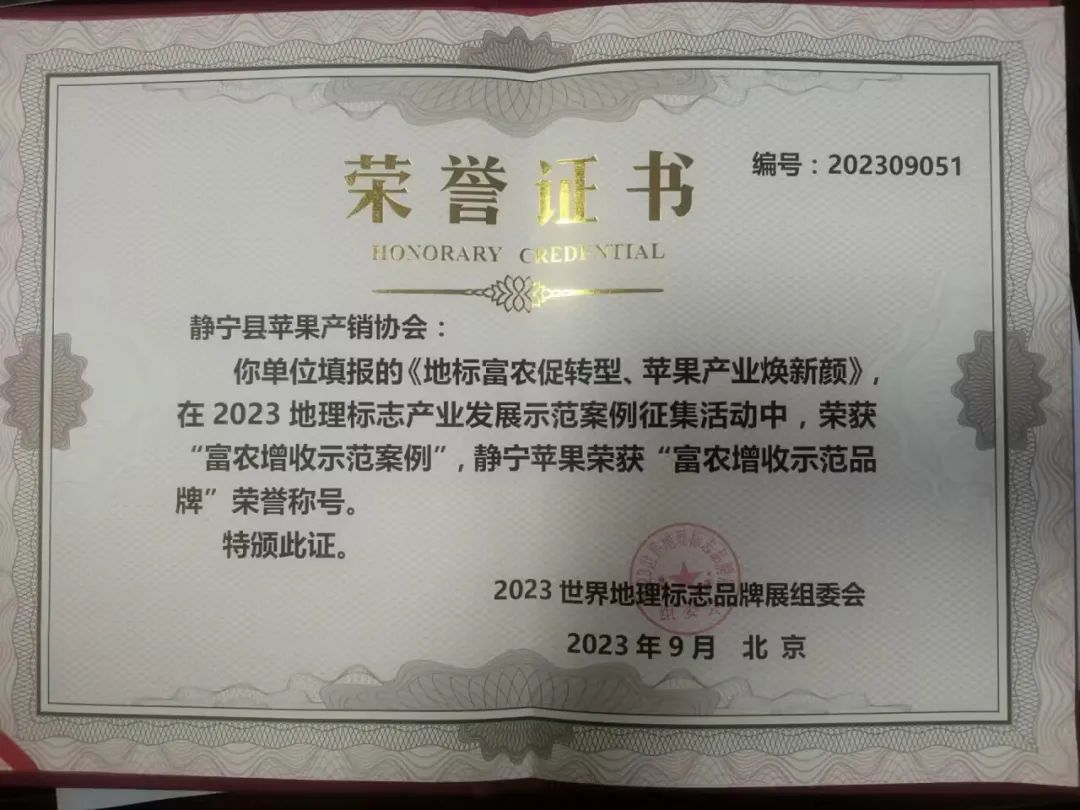 荣誉证书
编号：202309051
HONORARY CREDENTIAL
静宁县苹果产销协会：
你单位填报的《地标富农促转型、苹果产业焕新颜》，
在2023地理标志产业发展示范案例征集活动中，荣获
“富农增收示范案例”，静宁苹果荣获“富农增收示范品
牌”荣誉称号。
特颁此证。
2023世界地理标志品牌展组委会
2023年9月 北京